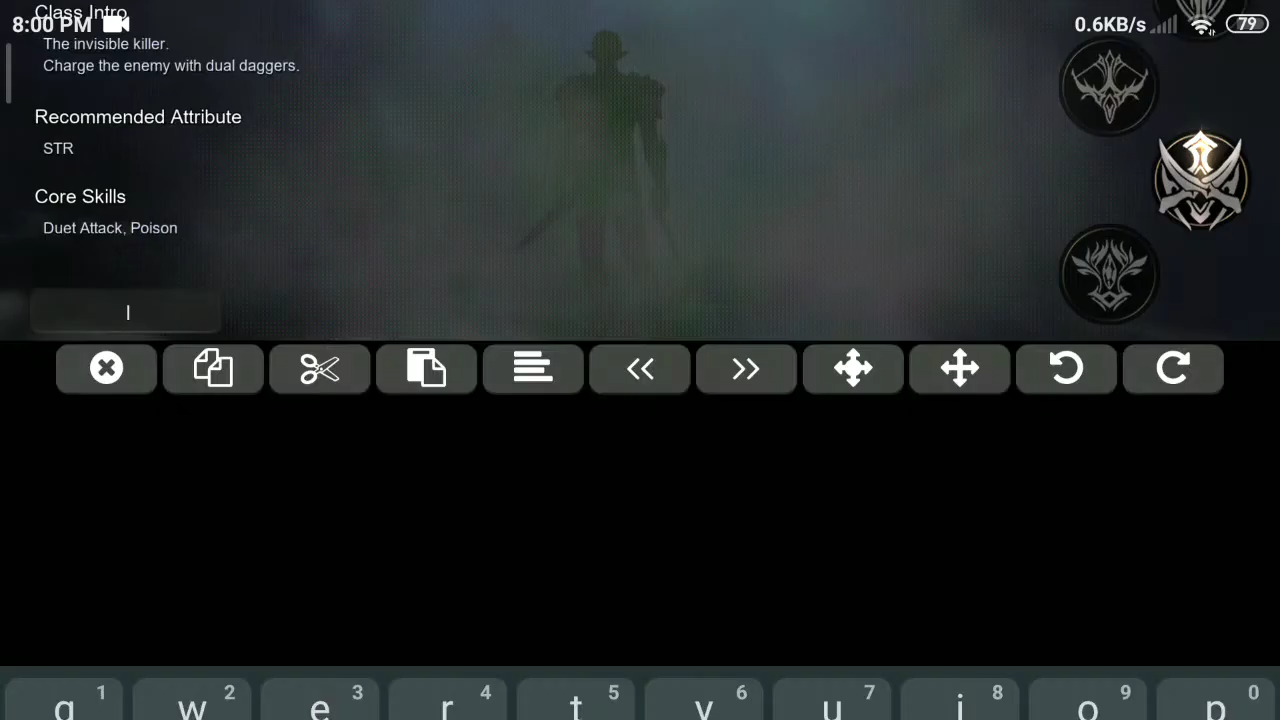 Class Intro
8:00 PM
0.6KB/s
79
The invisible killer.
Charge the enemy with dual daggers.
Recommended Attribute
STR
Core Skills
Duet Attack, Poison
1 2 3 4 5 6 7 8 9 0
q w e r t y u i o p